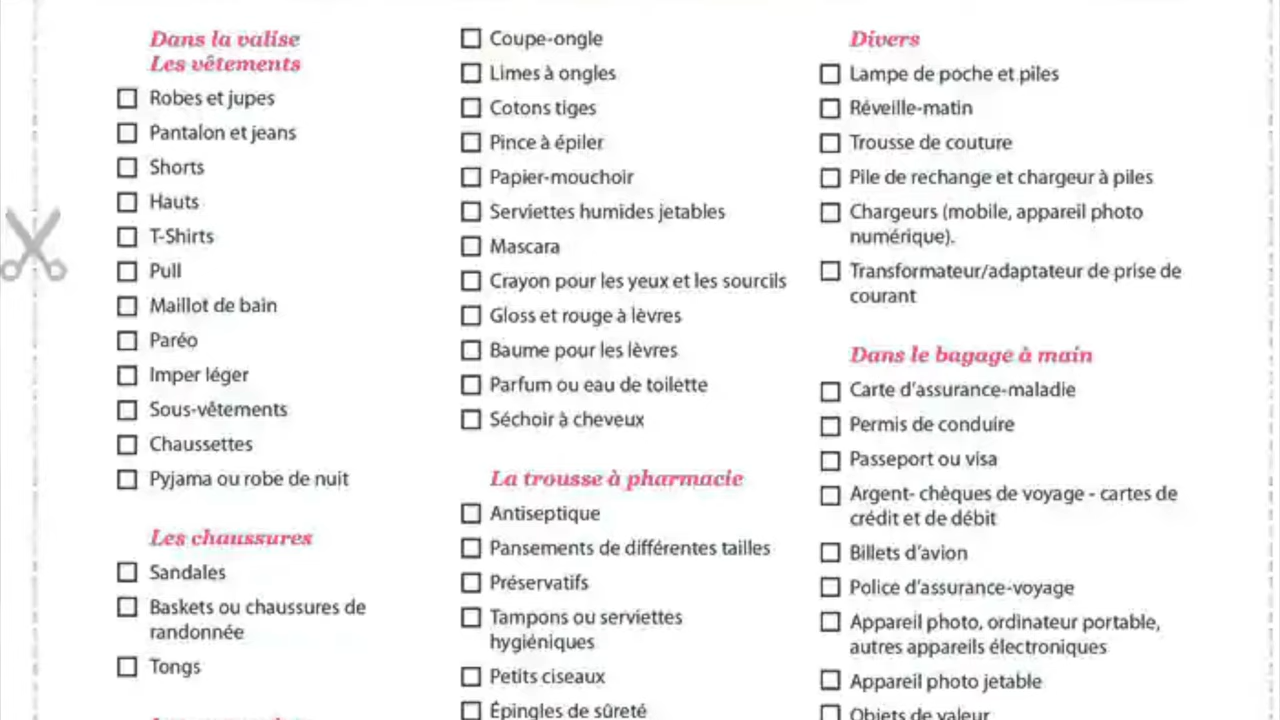 Dans la valise
Les vêtements
Robes et jupes
Pantalon et jeans
Shorts
Hauts
T-Shirts
Pull
Maillot de bain
Paréo
Imper léger
Sous-vêtements
Chaussettes
Pyjama ou robe de nuit
Les chaussures
Sandales
Baskets ou chaussures de
randonnée
Tongs
Coupe-ongle
Limes à ongles
Cotons tiges
Pince à épiler
Papier-mouchoir
Serviettes humides jetables
Mascara
Crayon pour les yeux et les sourcils
Gloss et rouge à lèvres
Baume pour les lèvres
Parfum ou eau de toilette
Séchoir à cheveux
La trousse à pharmacie
Antiseptique
Pansements de différentes tailles
Préservatifs
Tampons ou serviettes
hygiéniques
Petits ciseaux
Épingles de sûreté
Divers
Lampe de poche et piles
Réveille-matin
Trousse de couture
Pile de rechange et chargeur à piles
Chargeurs (mobile, appareil photo
numérique).
Transformateur/adaptateur de prise de
courant
Dans le bagage à main
Carte d'assurance-maladie
Permis de conduire
Passeport ou visa
Argent- chèques de voyage - cartes de
crédit et de débit
Billets d'avion
Police d'assurance-voyage
Appareil photo, ordinateur portable,
autres appareils électroniques
Appareil photo jetable
Objets de valeur